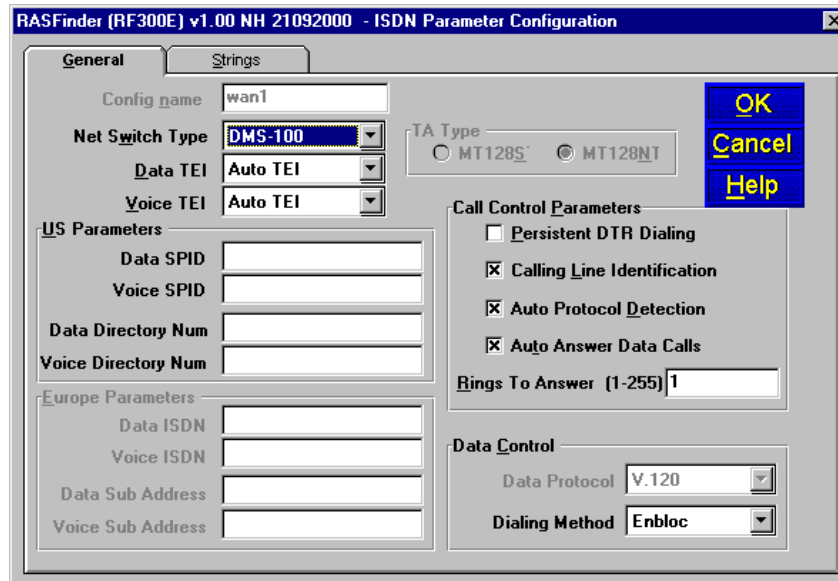 RASFinder (RF300E) v1.00 NH 21092000 - ISDN Parameter Configuration
General
Strings
Config name
wan1
Net Switch Type
DMS-100
Data TEI
Auto TEI
Voice TEI
Auto TEI
TA Type
MT128S
MT128NT
OK
Cancel
Help
US Parameters
Data SPID
Voice SPID
Data Directory Num
Voice Directory Num
Europe Parameters
Data ISDN
Voice ISDN
Data Sub Address
Voice Sub Address
Call Control Parameters
Persistent DTR Dialing
Calling Line Identification
Auto Protocol Detection
Auto Answer Data Calls
Rings To Answer (1-255) 1
Data Control
Data Protocol
V.120
Dialing Method
Enbloc